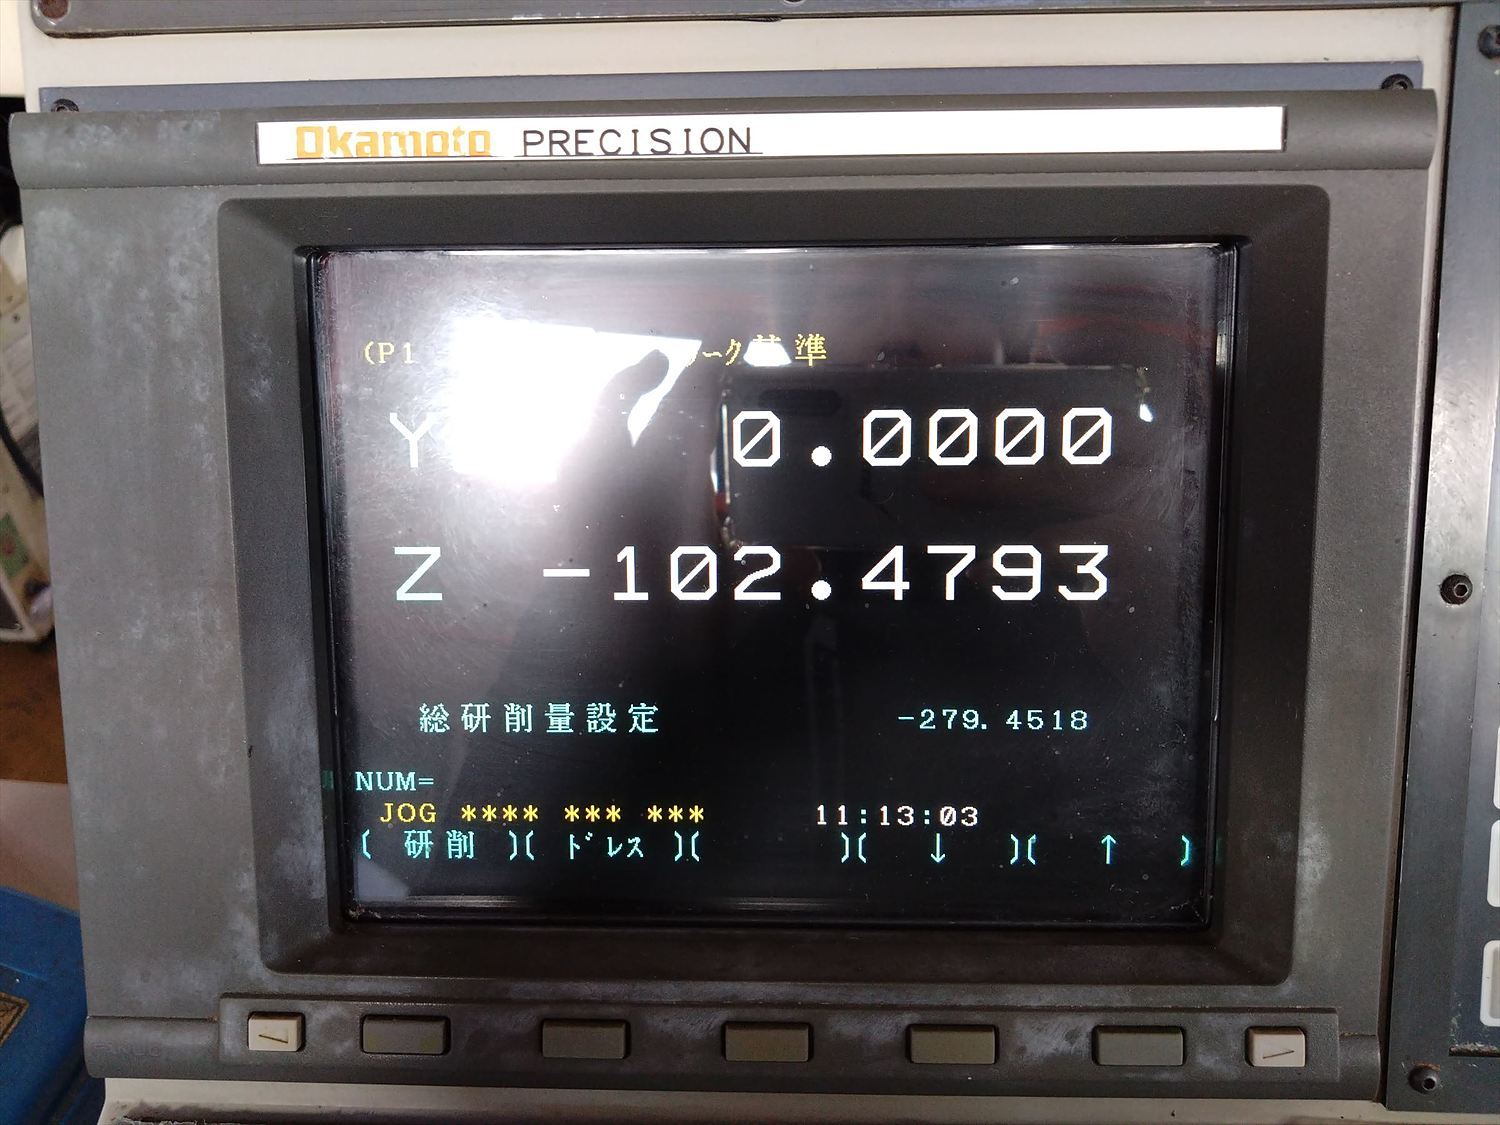 Okamoto PRECISION
(P1 ーク基準
Y 0.0000
Z -102.4793
総研削量設定 -279.4518
NUM=
JOG **** *** *** 11:13:03
( 研削 )( ドレス )( )( ↓ )( ↑ )
FANUC